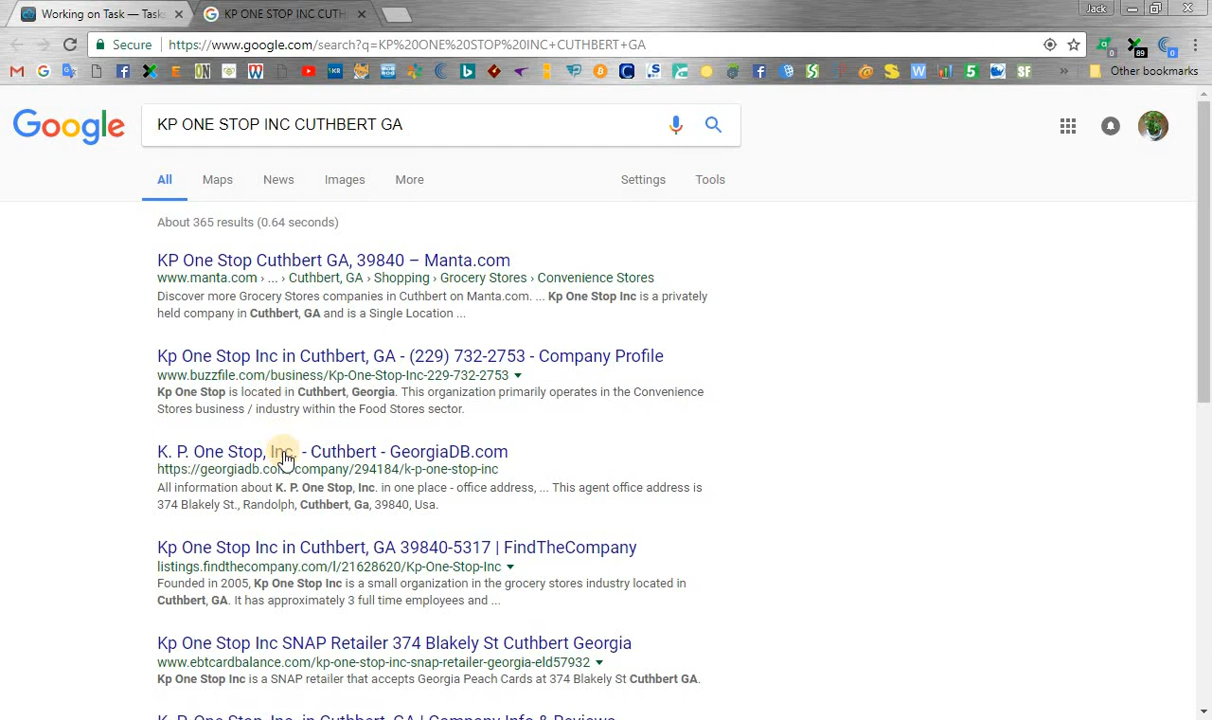 Working on Task — Task
KP ONE STOP INC CUTH
Jack
Secure
https://www.google.com/search?q=KP%20ONE%20STOP%20INC+CUTHBERT+GA
Other bookmarks
Google
KP ONE STOP INC CUTHBERT GA
All Maps News Images More Settings Tools
About 365 results (0.64 seconds)
KP One Stop Cuthbert GA, 39840 – Manta.com
www.manta.com › ... › Cuthbert, GA › Shopping › Grocery Stores › Convenience Stores
Discover more Grocery Stores companies in Cuthbert on Manta.com. ... Kp One Stop Inc is a privately
held company in Cuthbert, GA and is a Single Location ...
Kp One Stop Inc in Cuthbert, GA - (229) 732-2753 - Company Profile
www.buzzfile.com/business/Kp-One-Stop-Inc-229-732-2753
Kp One Stop is located in Cuthbert, Georgia. This organization primarily operates in the Convenience
Stores business / industry within the Food Stores sector.
K. P. One Stop, Inc. - Cuthbert - GeorgiaDB.com
https://georgiadb.com/company/294184/k-p-one-stop-inc
All information about K. P. One Stop, Inc. in one place - office address, ... This agent office address is
374 Blakely St., Randolph, Cuthbert, Ga, 39840, Usa.
Kp One Stop Inc in Cuthbert, GA 39840-5317 | FindTheCompany
listings.findthecompany.com/l/21628620/Kp-One-Stop-Inc
Founded in 2005, Kp One Stop Inc is a small organization in the grocery stores industry located in
Cuthbert, GA. It has approximately 3 full time employees and ...
Kp One Stop Inc SNAP Retailer 374 Blakely St Cuthbert Georgia
www.ebtcardbalance.com/kp-one-stop-inc-snap-retailer-georgia-eld57932
Kp One Stop Inc is a SNAP retailer that accepts Georgia Peach Cards at 374 Blakely St Cuthbert GA.
K. P. One Stop, Inc. in Cuthbert, GA | Company Info & Reviews